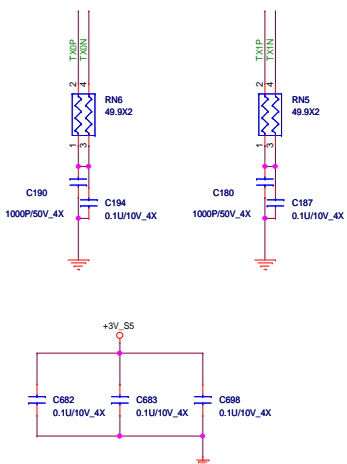 TX0P
TX0N
TX1P
TX1N
2
4
2
4
RN6
49.9X2
RN5
49.9X2
1
3
1
3
C190
1000P/50V_4X
C194
0.1U/10V_4X
C180
1000P/50V_4X
C187
0.1U/10V_4X
+3V_S5
C682
0.1U/10V_4X
C683
0.1U/10V_4X
C698
0.1U/10V_4X